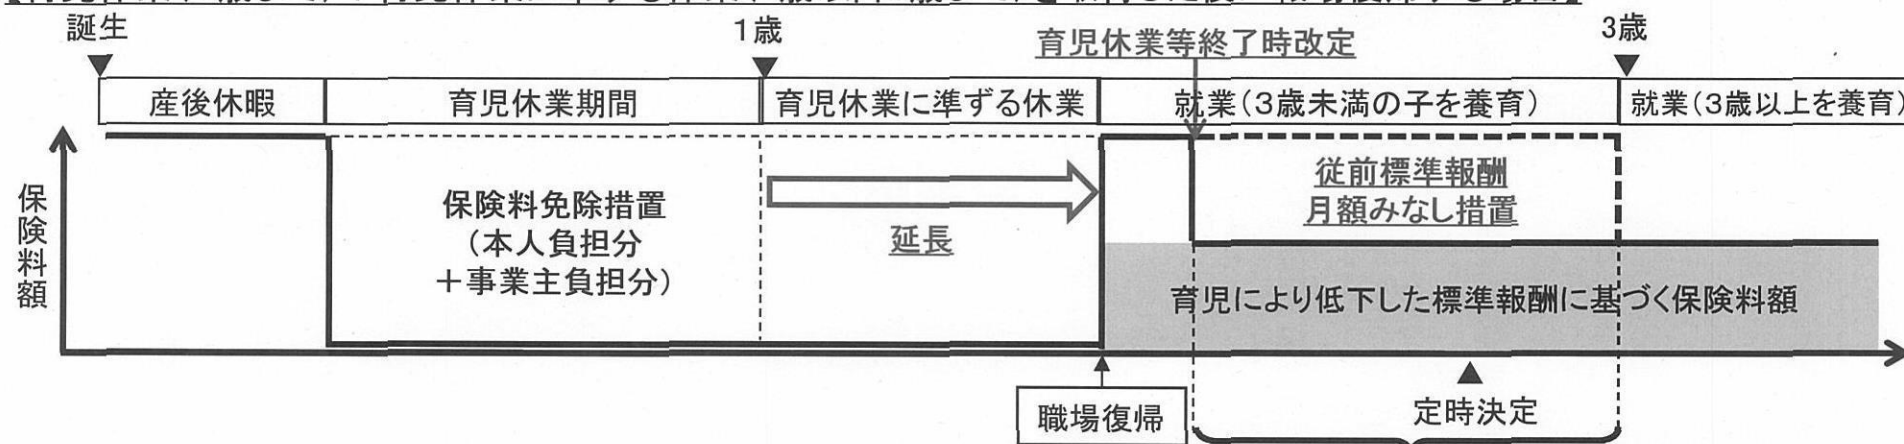 誕生
1歳
育児休業等終了時改定
3歳
産後休暇
育児休業期間
育児休業に準ずる休業
就業(3歳未満の子を養育)
就業(3歳以上を養育)
保険料額
保険料免除措置
(本人負担分
+事業主負担分)
延長
従前標準報酬
月額みなし措置
育児により低下した標準報酬に基づく保険料額
職場復帰
定時決定